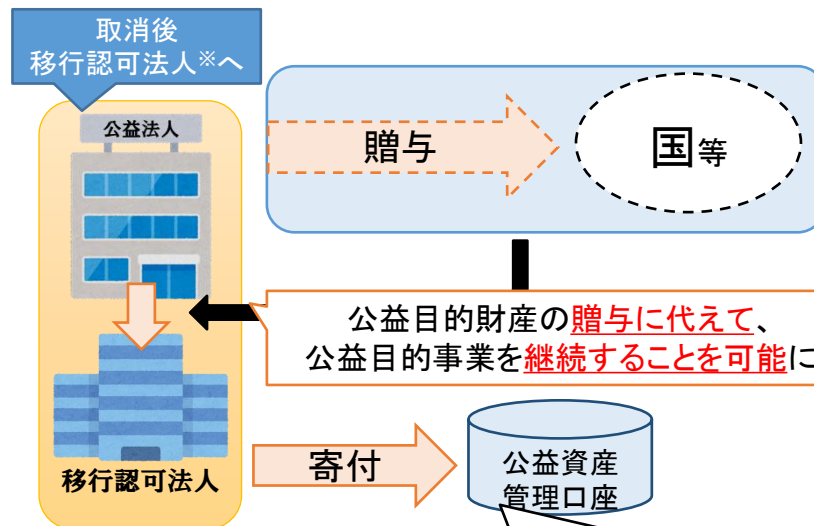 取消後
移行認可法人※へ
公益法人
贈与
国等
公益目的財産の贈与に代えて、
公益目的事業を継続することを可能に
移行認可法人
寄付
公益資産
管理口座